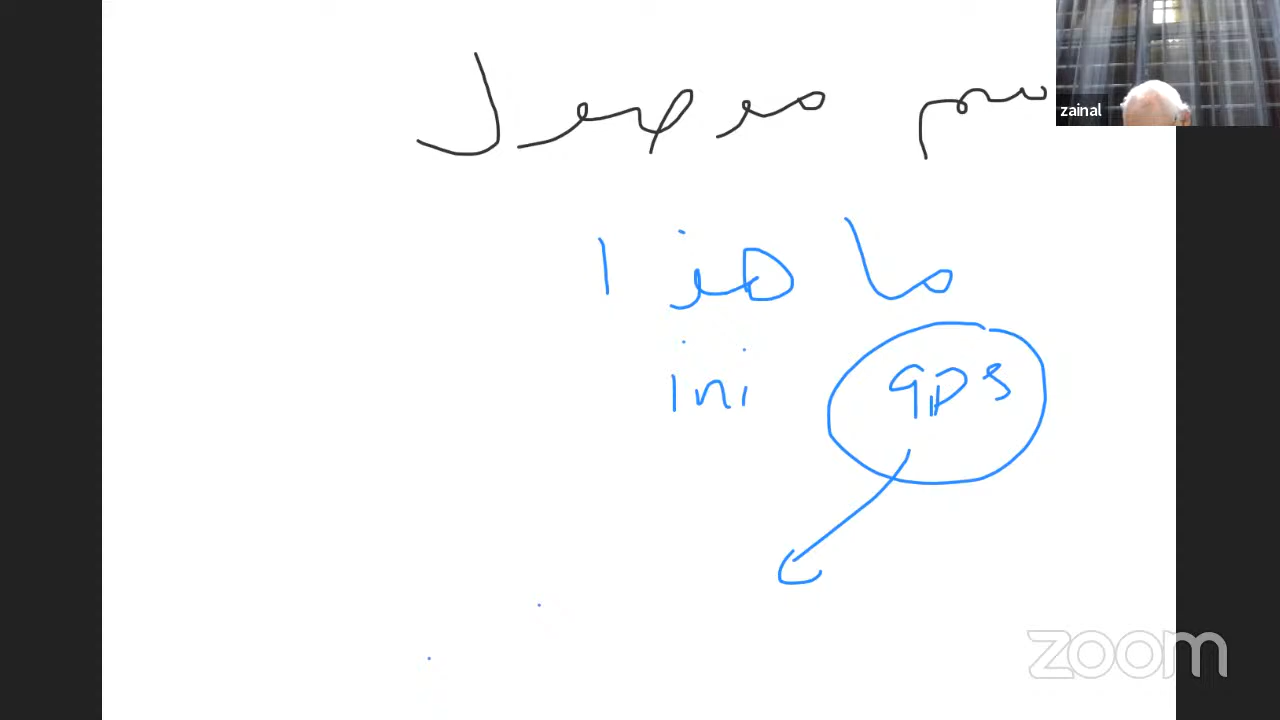 سم موصول
zainal
ما هذا
ini
zoom